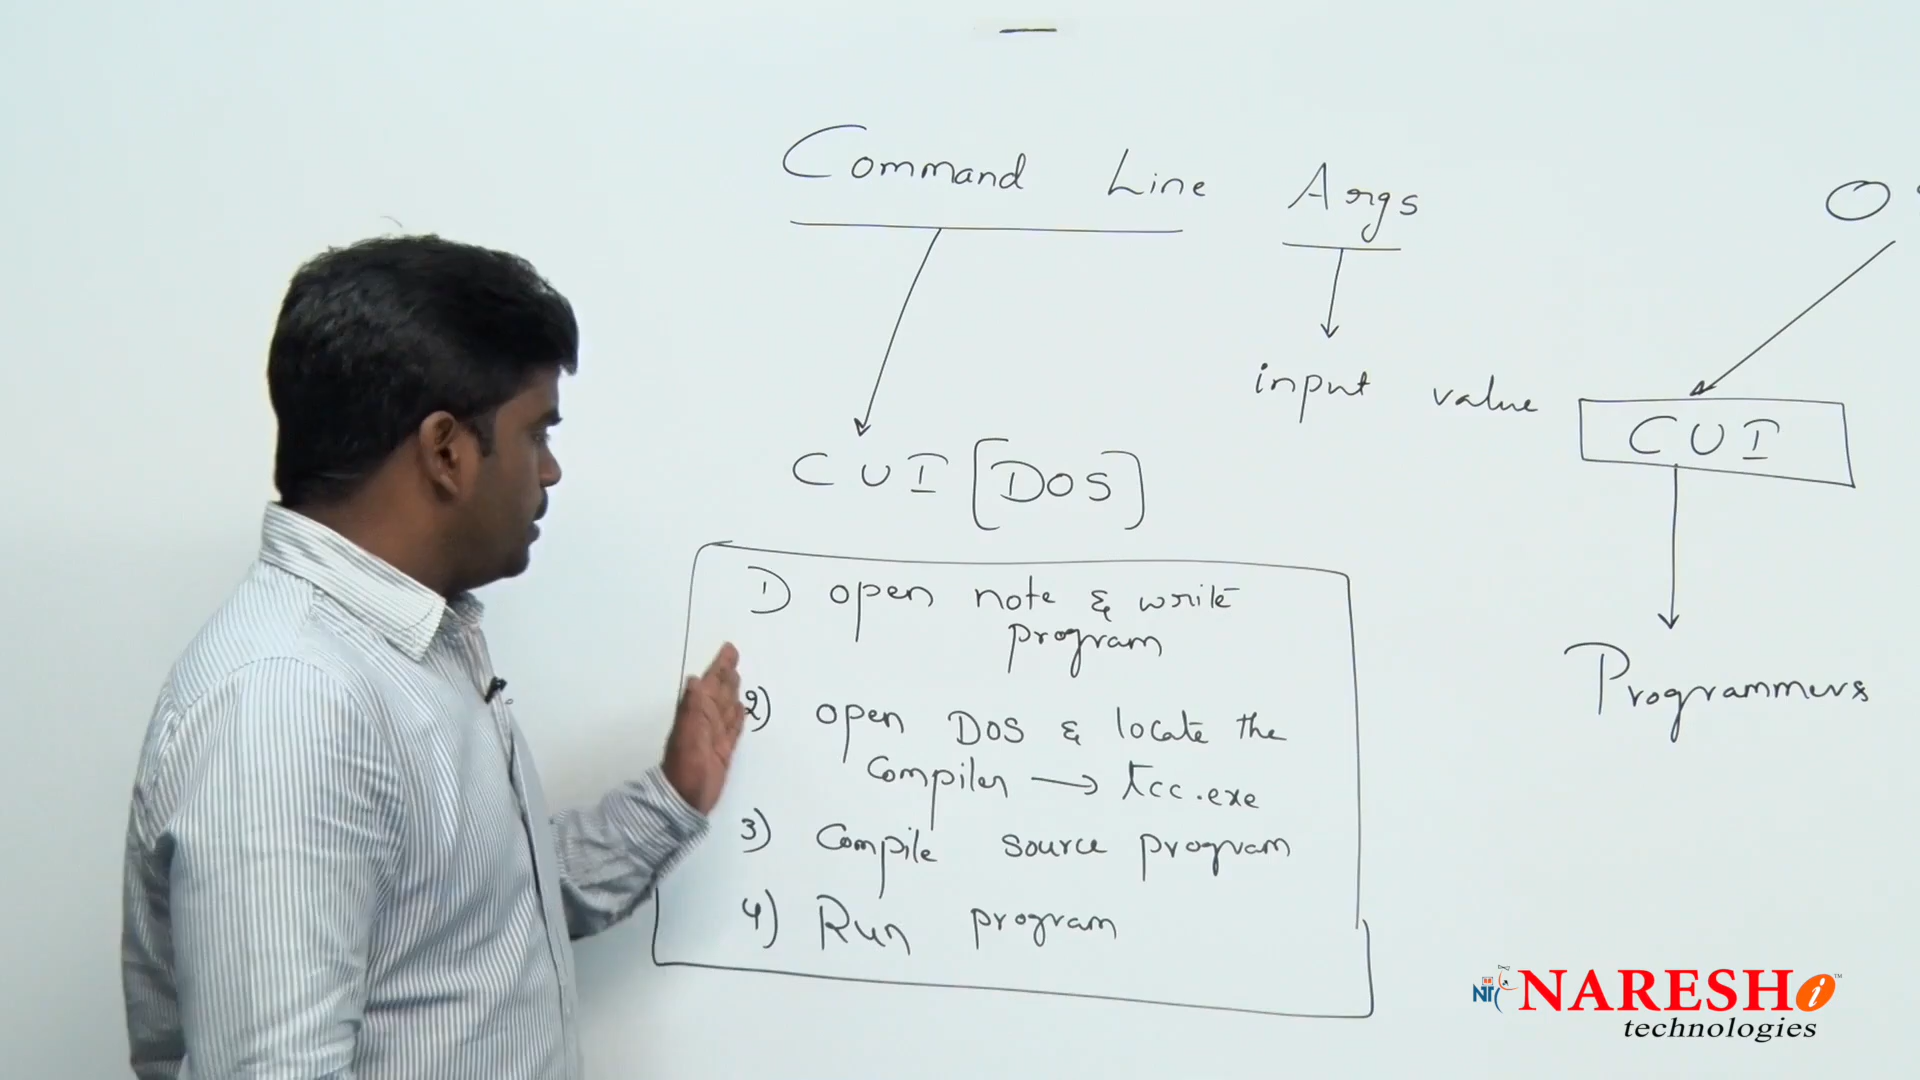 Command Line Args
input value
CUI [DOS]
1) open note & write
program
2) open DOS & locate the
Compiler → tcc.exe
3) Compile source program
4) Run program
O
CUI
Programmers
NARESH i ™
technologies